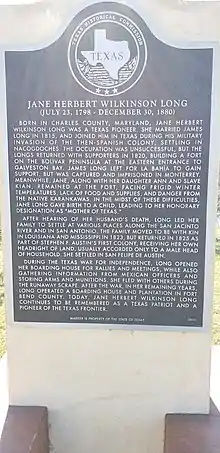 TEXAS HISTORICAL COMMISSION
TEXAS
JANE HERBERT WILKINSON LONG
(JULY 23, 1798 - DECEMBER 30, 1880)
BORN IN CHARLES COUNTY, MARYLAND, JANE HERBERT
WILKINSON LONG WAS A TEXAS PIONEER. SHE MARRIED JAMES
LONG IN 1815, AND JOINED HIM IN TEXAS DURING HIS MILITARY
INVASION OF THE THEN-SPANISH COLONY, SETTLING IN
NACOGDOCHES. THE OCCUPATION WAS UNSUCCESSFUL, BUT THE
LONGS RETURNED WITH SUPPORTERS IN 1820, BUILDING A FORT
ON THE BOLIVAR PENINSULA AT THE EASTERN ENTRANCE TO
GALVESTON BAY. JAMES LONG LEFT FOR LA BAHIA TO GAIN
SUPPORT, BUT WAS CAPTURED AND IMPRISONED IN MONTERREY.
MEANWHILE, JANE, ALONG WITH HER DAUGHTER ANN AND SLAVE
KIAN, REMAINED AT THE FORT, FACING FRIGID WINTER
TEMPERATURES, LACK OF FOOD AND SUPPLIES, AND DANGER FROM
THE NATIVE KARANKAWAS. IN THE MIDST OF THESE DIFFICULTIES,
JANE LONG GAVE BIRTH TO A CHILD, LEADING TO HER HONORARY
DESIGNATION AS "MOTHER OF TEXAS."
AFTER HEARING OF HER HUSBAND'S DEATH, LONG LED HER
FAMILY TO SETTLE AT VARIOUS PLACES ALONG THE SAN JACINTO
RIVER AND IN SAN ANTONIO. THE FAMILY MOVED TO BE WITH KIN
IN LOUISIANA AND MISSISSIPPI IN 1823, BUT RETURNED IN 1825 AS
PART OF STEPHEN F. AUSTIN'S FIRST COLONY, RECEIVING HER OWN
HEADRIGHT OF LAND, USUALLY ACCORDED ONLY TO A MALE HEAD
OF HOUSEHOLD. SHE SETTLED IN SAN FELIPE DE AUSTIN.
DURING THE TEXAS WAR FOR INDEPENDENCE, LONG OPENED
HER BOARDING HOUSE FOR RALLIES AND MEETINGS, WHILE ALSO
GATHERING INFORMATION FROM MEXICAN OFFICERS AND
STORING ARMS AND MUNITIONS. SHE FLED WITH OTHERS DURING
THE RUNAWAY SCRAPE. AFTER THE WAR, IN HER REMAINING YEARS,
LONG OPERATED A BOARDING HOUSE AND PLANTATION IN FORT
BEND COUNTY. TODAY, JANE HERBERT WILKINSON LONG
CONTINUES TO BE REMEMBERED AS A TEXAS PATRIOT AND A
PIONEER OF THE TEXAS FRONTIER.
MARKER IS PROPERTY OF THE STATE OF TEXAS